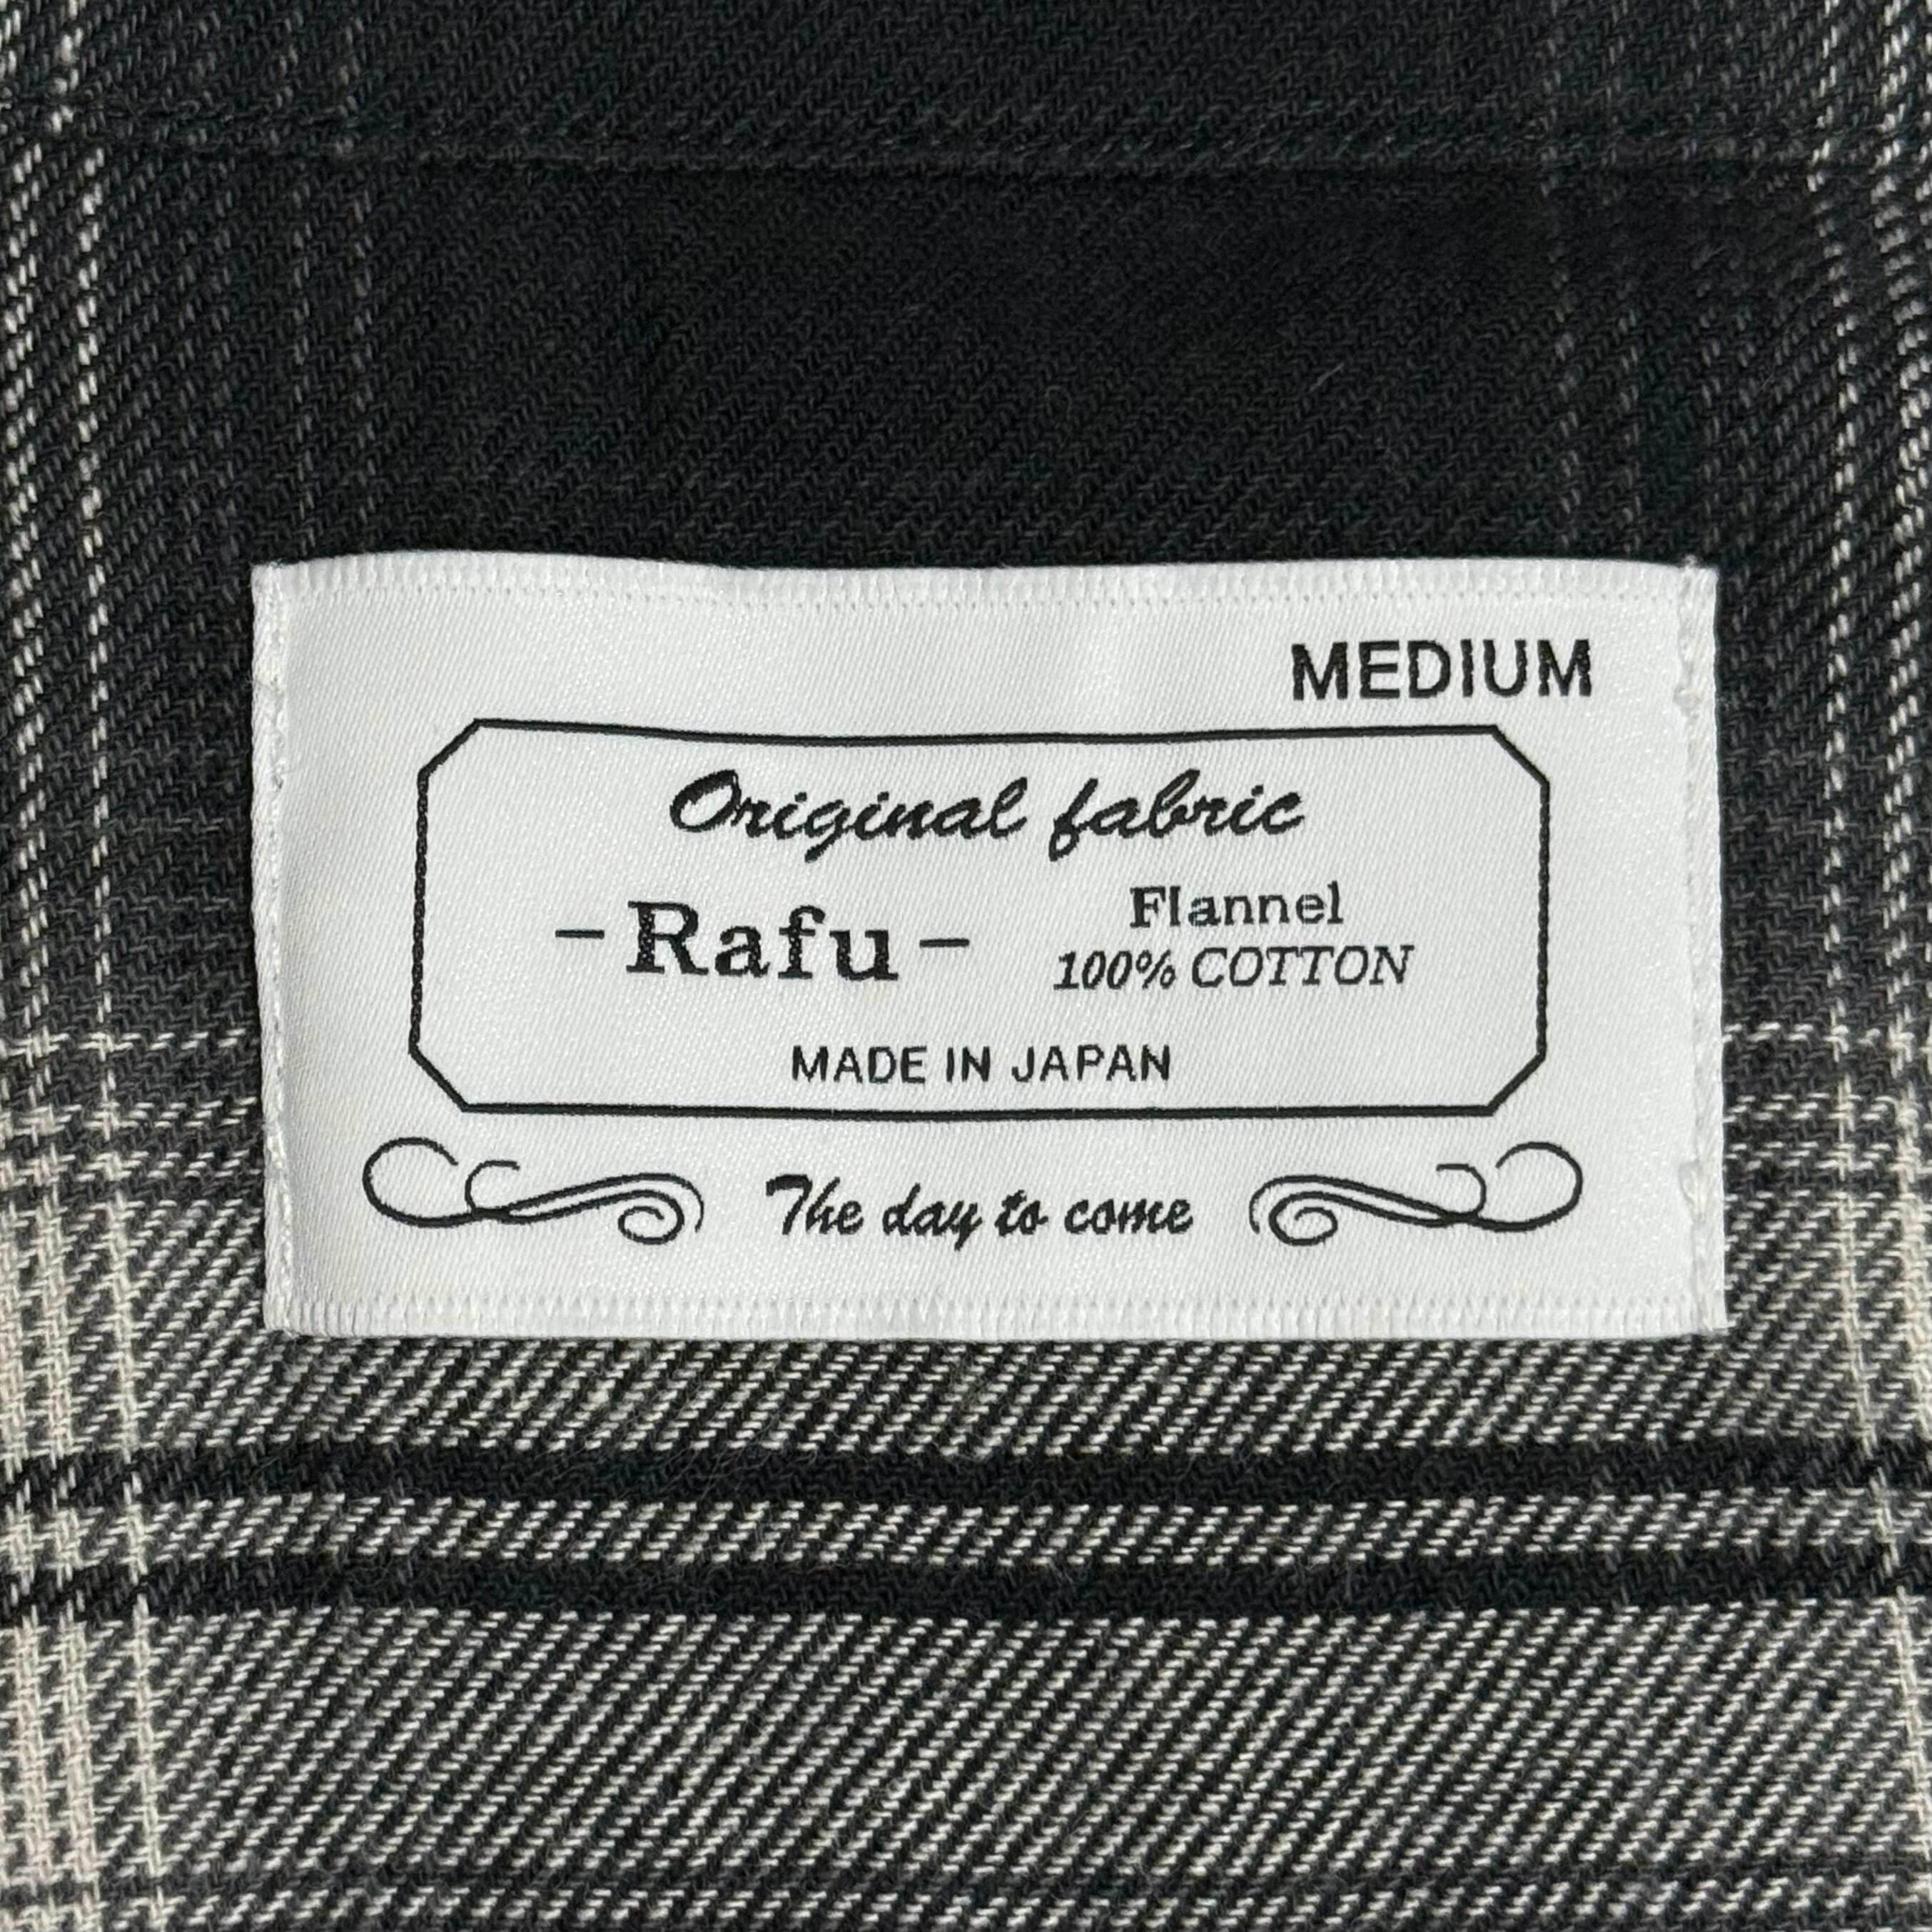 MEDIUM
Original fabric
-Rafu-
Flannel
100% COTTON
MADE IN JAPAN
The day to come